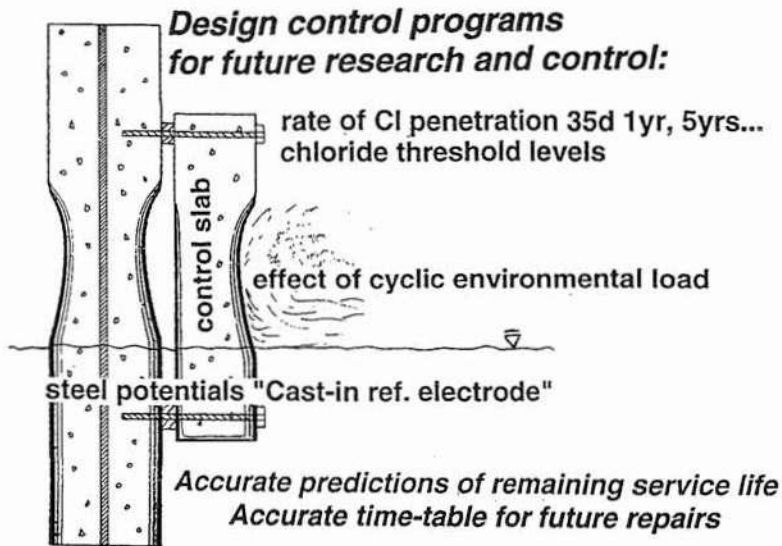 Design control programs
for future research and control:
rate of Cl penetration 35d 1yr, 5yrs...
chloride threshold levels
control slab
effect of cyclic environmental load
steel potentials "Cast-in ref. electrode"
Accurate predictions of remaining service life
Accurate time-table for future repairs